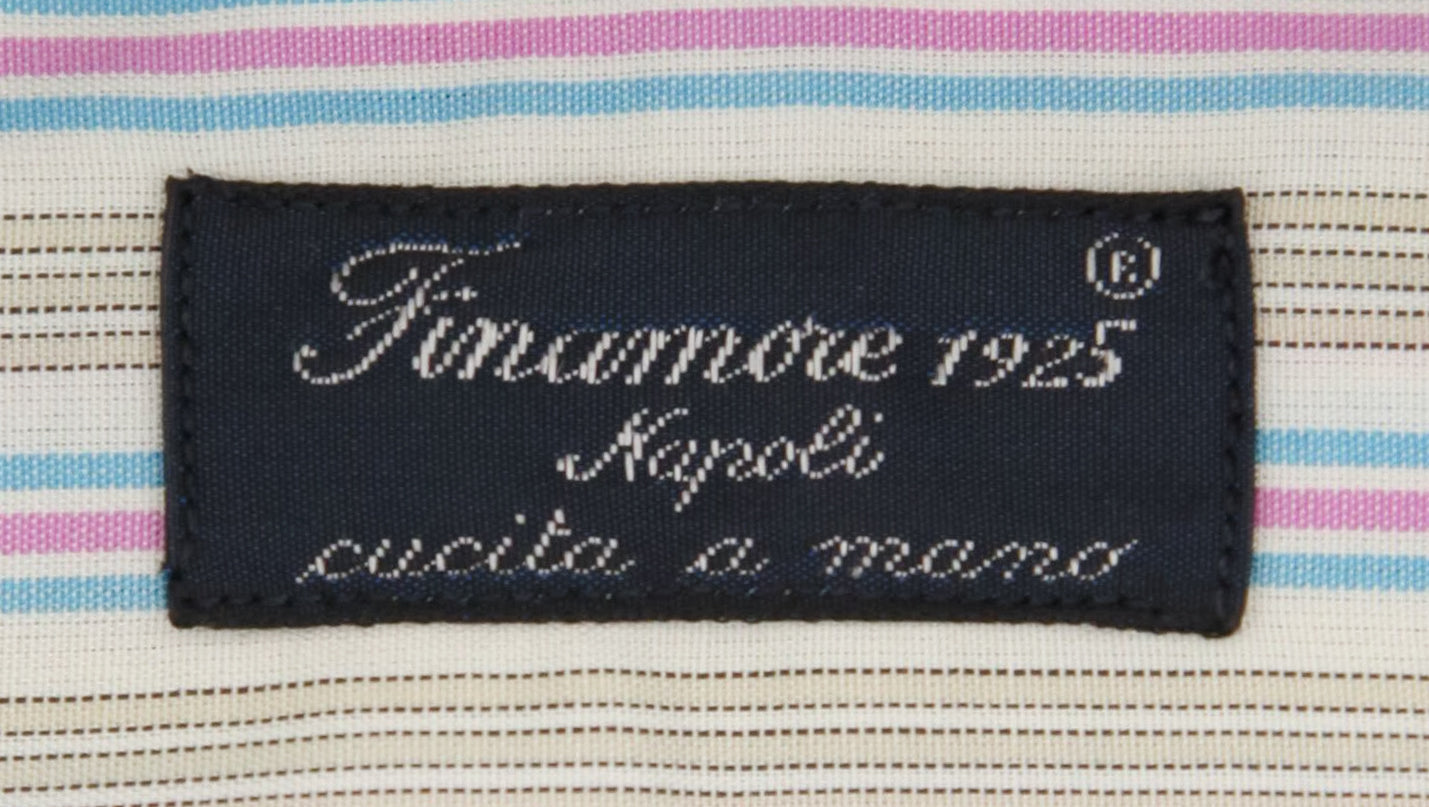 Finamore 1925®
Napoli
cucita a mano